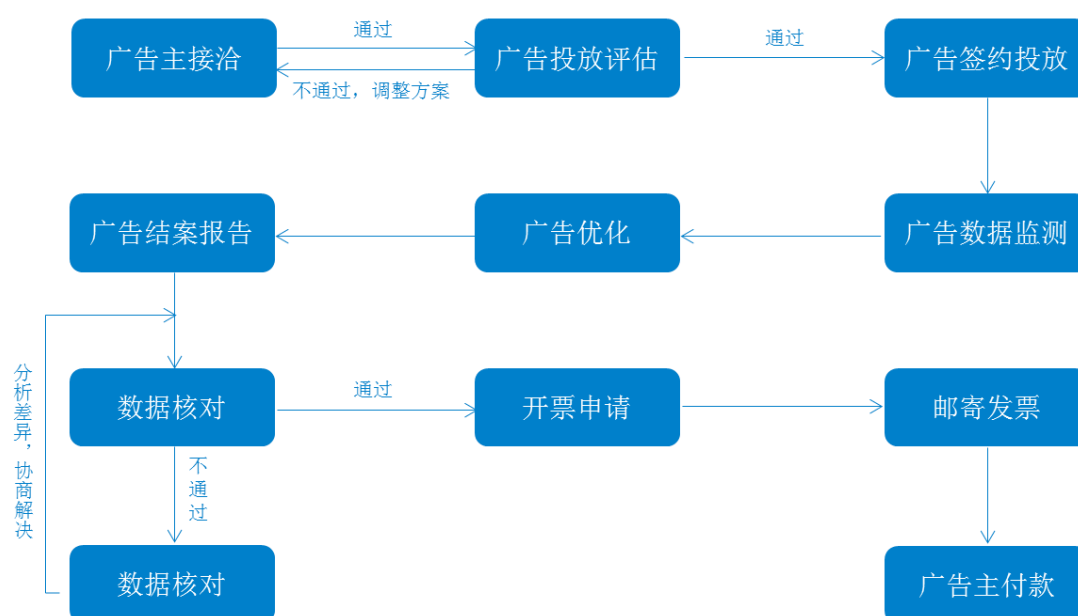 广告主接洽
通过
广告投放评估
通过
广告签约投放
不通过，调整方案
广告结案报告
广告优化
广告数据监测
分析差异，协商解决
数据核对
通过
开票申请
邮寄发票
不通过
数据核对
广告主付款